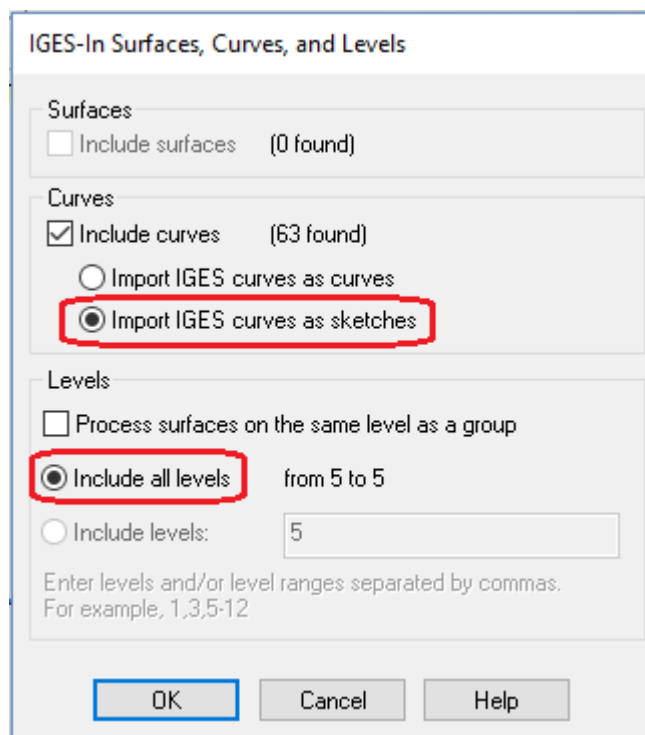 IGES-In Surfaces, Curves, and Levels
Surfaces
Include surfaces (0 found)
Curves
Include curves (63 found)
Import IGES curves as curves
Import IGES curves as sketches
Levels
Process surfaces on the same level as a group
Include all levels from 5 to 5
Include levels: 5
Enter levels and/or level ranges separated by commas.
For example, 1,3,5-12
OK Cancel Help